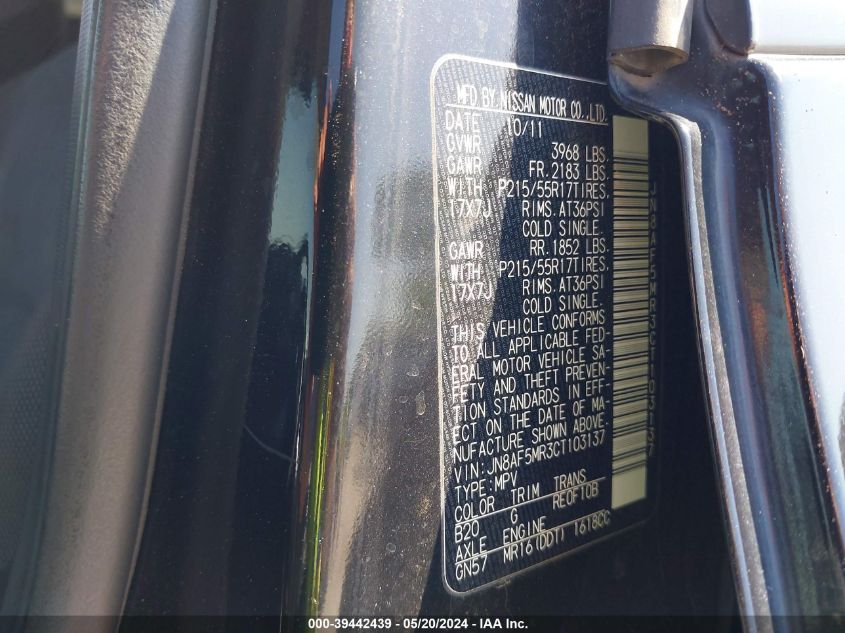 MFD BY NISSAN MOTOR CO.,LTD.
DATE 10/11
GVWR 3968 LBS.
GAWR FR.2183 LBS.
WITH P215/55R17TIRES,
17X7J RIMS.AT36PSI
COLD SINGLE.
GAWR RR.1852 LBS.
WITH P215/55R17TIRES,
17X7J RIMS.AT36PSI
COLD SINGLE.
THIS VEHICLE CONFORMS
TO ALL APPLICABLE FED-
ERAL MOTOR VEHICLE SA-
FETY AND THEFT PREVEN-
TION STANDARDS IN EFF-
ECT ON THE DATE OF MA-
NUFACTURE SHOWN ABOVE.
VIN:JN8AF5MR3CT103137
TYPE:MPV
COLOR TRIM TRANS
B20 G RE0F10B
AXLE ENGINE
GN57 MR16(DDT) 1618CC
JN8AF5MR3CT103137
000-39442439 — 05/20/2024 — IAA Inc.